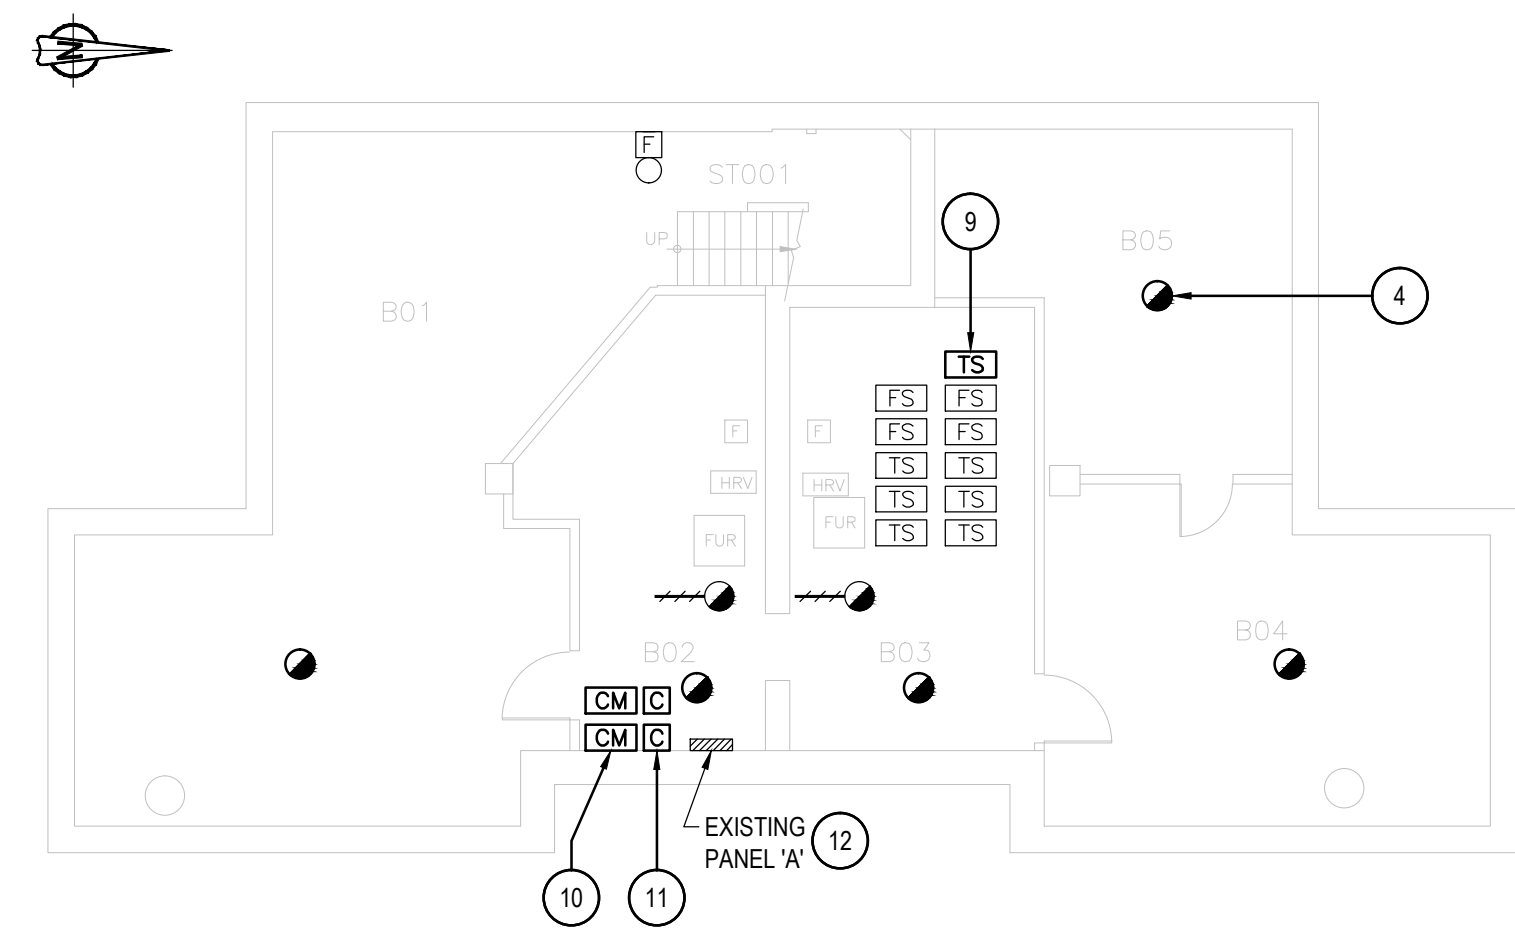 N
F
ST001
9
UP
B05
4
B01
TS
FS FS
F F FS FS
TS TS
HRV HRV
TS TS
FUR FUR
TS TS
B02 B03 B04
CM C
CM C
EXISTING
PANEL 'A'
12
10 11